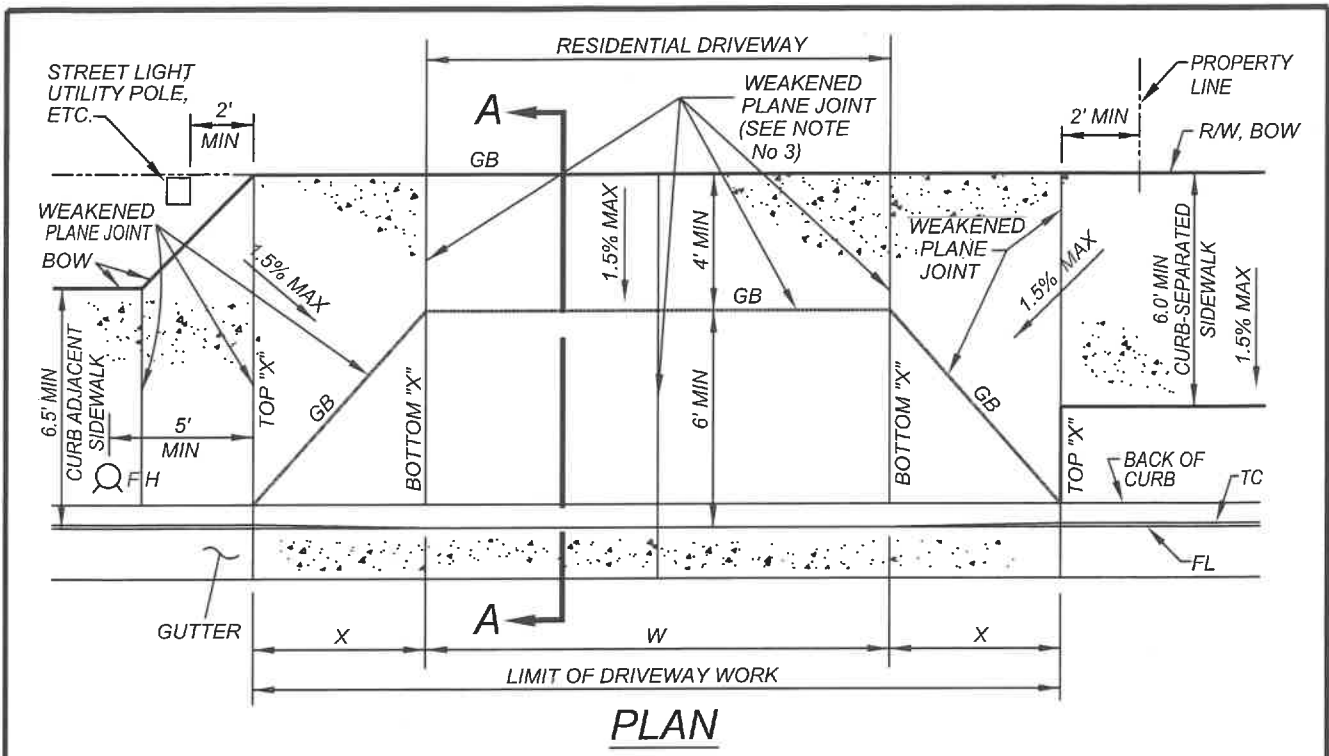 RESIDENTIAL DRIVEWAY
STREET LIGHT
UTILITY POLE,
ETC.
2'
MIN
A
WEAKENED
PLANE JOINT
(SEE NOTE
No 3)
PROPERTY
LINE
2' MIN
R/W, BOW
GB
WEAKENED
PLANE JOINT
BOW
1.5% MAX
1.5% MAX
4' MIN
WEAKENED
PLANE
JOINT
1.5% MAX
6.0' MIN
CURB-SEPARATED
SIDEWALK
1.5% MAX
GB
6.5' MIN
CURB ADJACENT
SIDEWALK
TOP "X"
GB
BOTTOM "X"
6' MIN
BOTTOM "X"
GB
TOP "X"
5'
MIN
FH
BACK OF
CURB
TC
FL
GUTTER
A
X
W
X
LIMIT OF DRIVEWAY WORK
PLAN